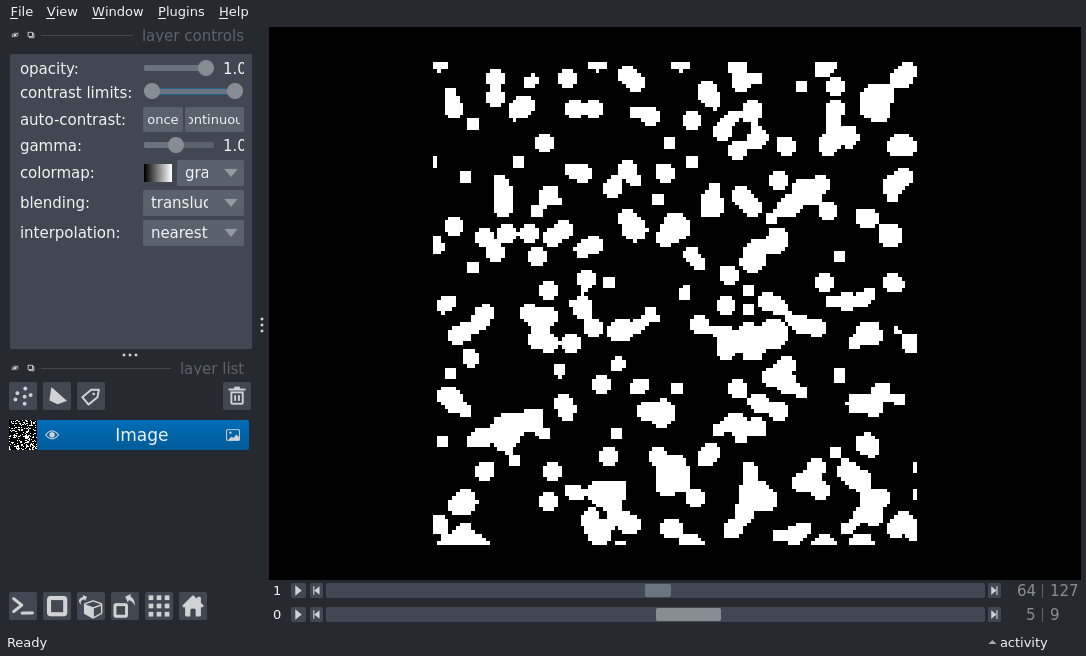 File View Window Plugins Help
layer controls
opacity: 1.0
contrast limits:
auto-contrast: once ontinuou
gamma: 1.0
colormap: gra
blending: transluc
interpolation: nearest
layer list
Image
1 64 | 127
0 5 | 9
Ready activity